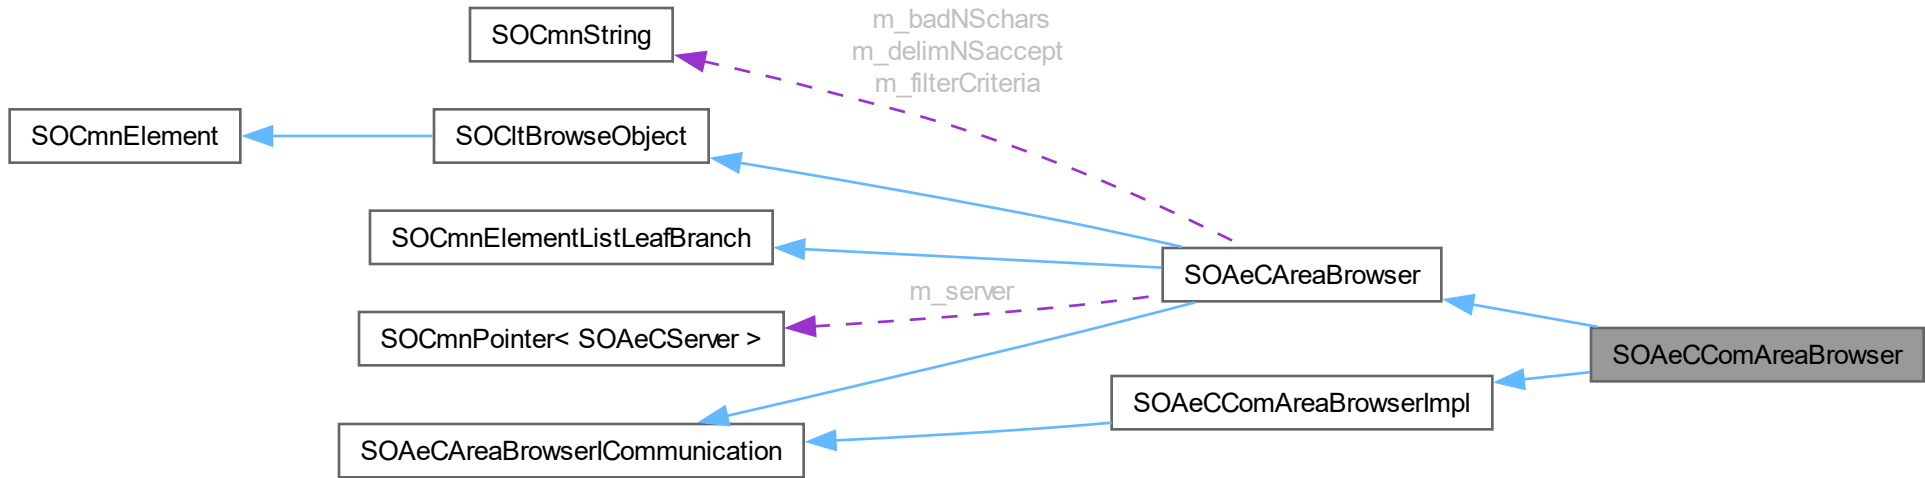 m_badNSchars
SOCmnString
m_delimNSaccept
m_filterCriteria
SOCmnElement
SOCltBrowseObject
SOCmnElementListLeafBranch
SOAeCAreaBrowser
m_server
SOCmnPointer< SOAeCServer >
SOAeCComAreaBrowser
SOAeCComAreaBrowserImpl
SOAeCAreaBrowserICommunication